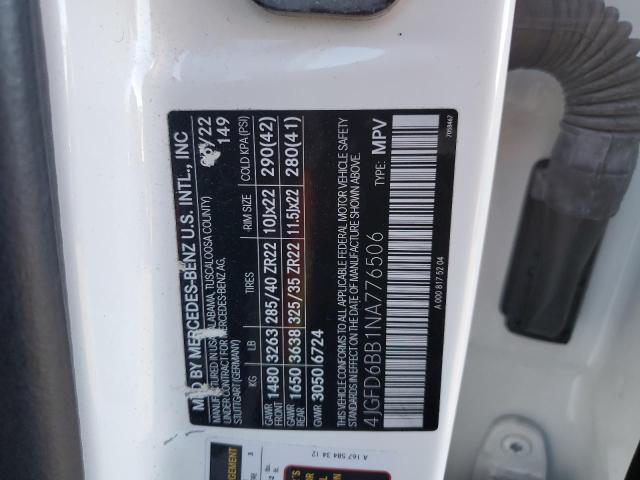 MFD BY MERCEDES-BENZ U.S. INTL., INC
MANUFACTURED IN USA, ALABAMA, TUSCALOOSA COUNTY)
UNDER CONTRACT FOR MERCEDES-BENZ AG,
STUTTGART (GERMANY)
/22
149
KG LB TIRES RIM SIZE COLD KPA (PSI)
GAWR FRONT 1480 3263 285/40 ZR22 10Jx22 290(42)
GAWR REAR 1650 3638 325/35 ZR22 11.5Jx22 280(41)
GWR 3050 6724
THIS VEHICLE CONFORMS TO ALL APPLICABLE FEDERAL MOTOR VEHICLE SAFETY
STANDARDS IN EFFECT ON THE DATE OF MANUFACTURE SHOWN ABOVE.
4JGFD6BB1NA776506 TYPE: MPV
A 000 817 52 04
7058467
A 167 584 34 12